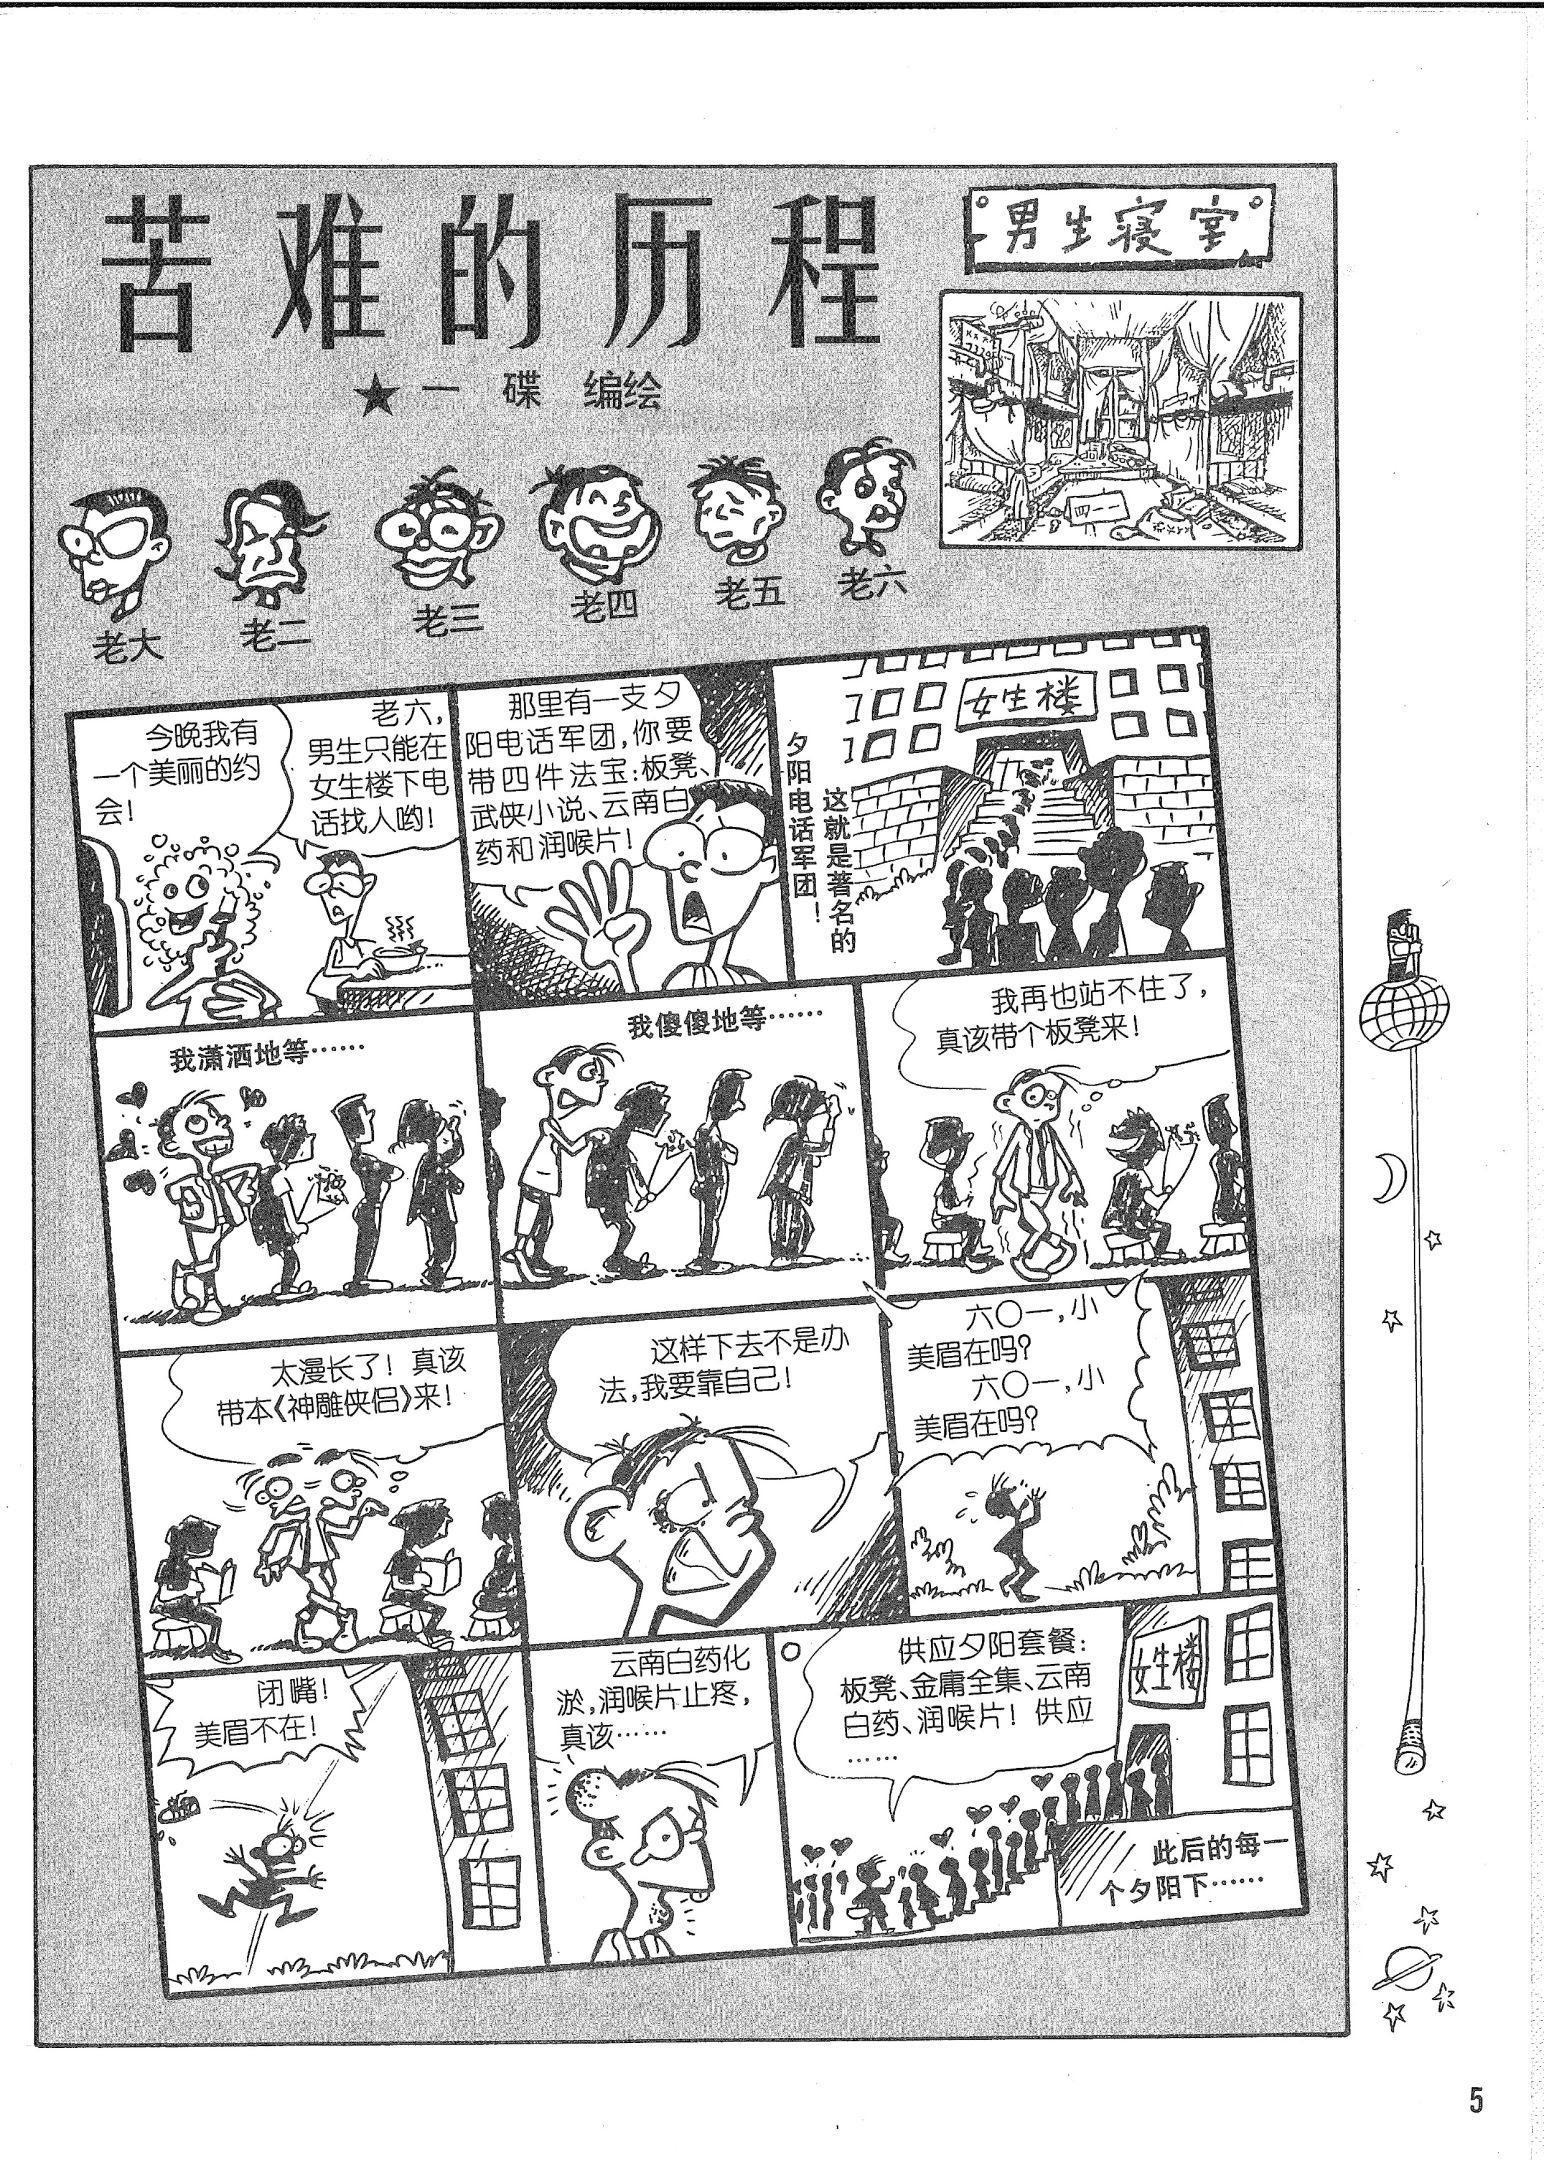 苦难的历程
★一 碟 编绘
男生寝室
四一一
老大
老二
老三
老四
老五
老六
今晚我有
一个美丽的约
会！
老六，
男生只能在
女生楼下电
话找人哟！
那里有一支夕
阳电话军团，你要
带四件法宝：板凳、
武侠小说、云南白
药和润喉片！
女生楼
这就是著名的
夕阳电话军团！
我潇洒地等……
我傻傻地等……
我再也站不住了，
真该带个板凳来！
太漫长了！真该
带本《神雕侠侣》来！
这样下去不是办
法，我要靠自己！
六〇一，小
美眉在吗？
六〇一，小
美眉在吗？
闭嘴！
美眉不在！
云南白药化
淤，润喉片止疼，
真该……
供应夕阳套餐：
板凳、金庸全集、云南
白药、润喉片！供应
……
女生楼
此后的每一
个夕阳下……
5